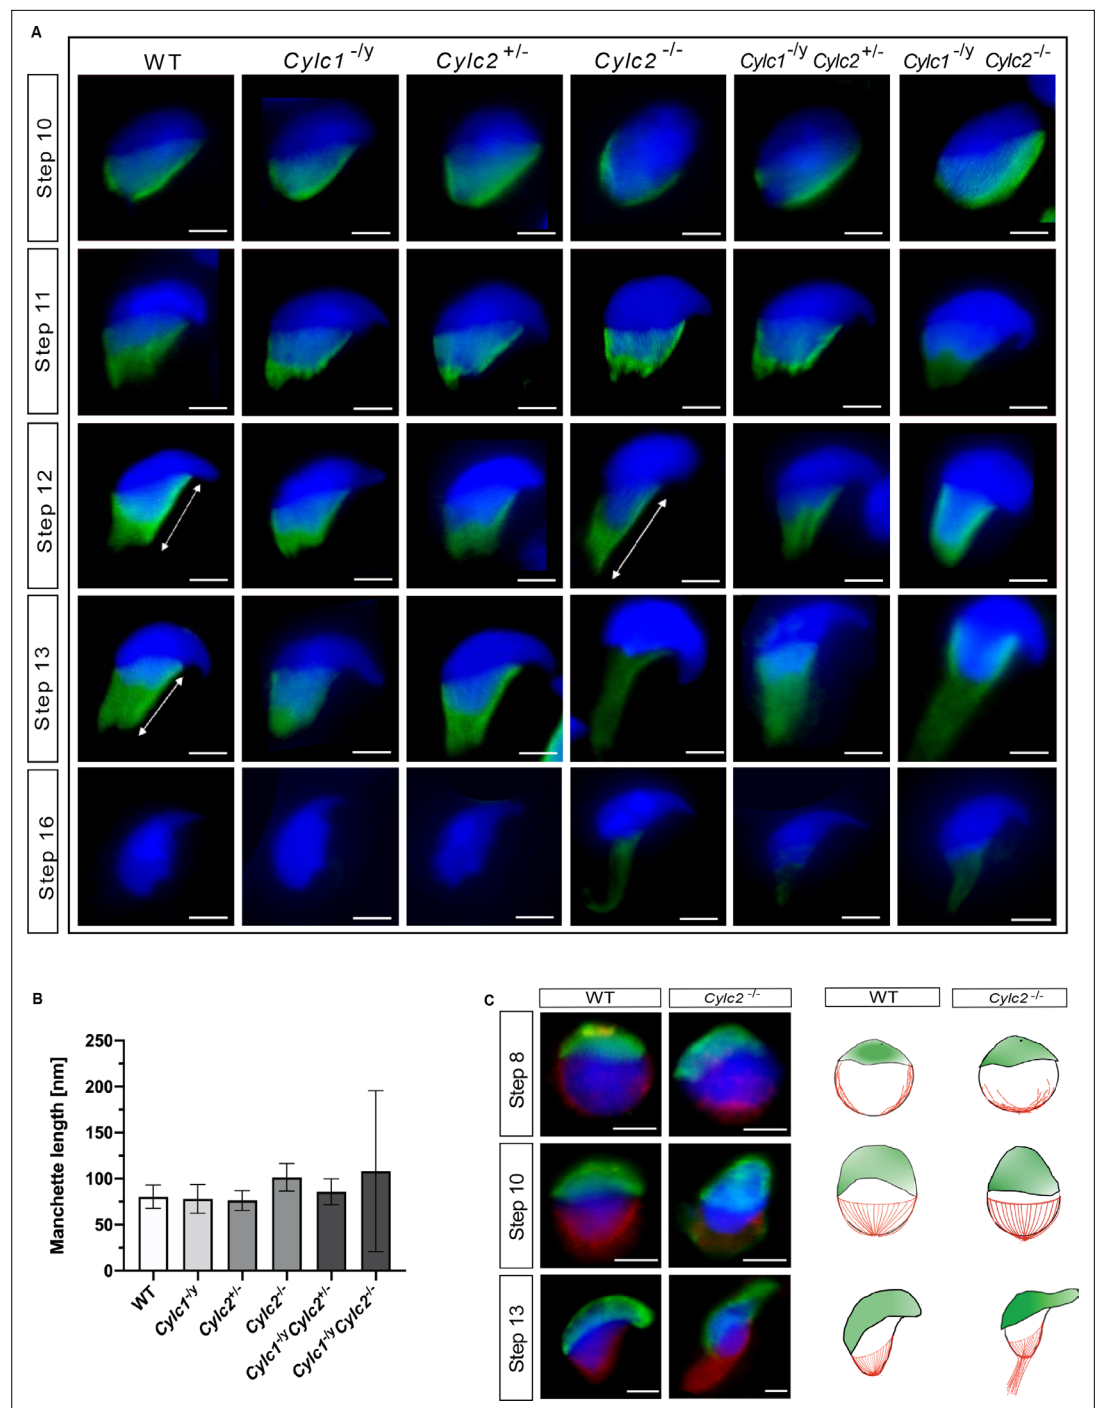 A
WT Cylc1 -/y Cylc2 +/- Cylc2 -/- Cylc1 -/y Cylc2 +/- Cylc1 -/y Cylc2 -/-
Step 10
Step 11
Step 12
Step 13
Step 16
B
Manchette length [nm]
250
200
150
100
50
0
WT
Cylc1-/y
Cylc2+/-
Cylc2-/-
Cylc1-/y Cylc2+/-
Cylc1-/y Cylc2-/-
C
WT Cylc2 -/- WT Cylc2 -/-
Step 8
Step 10
Step 13